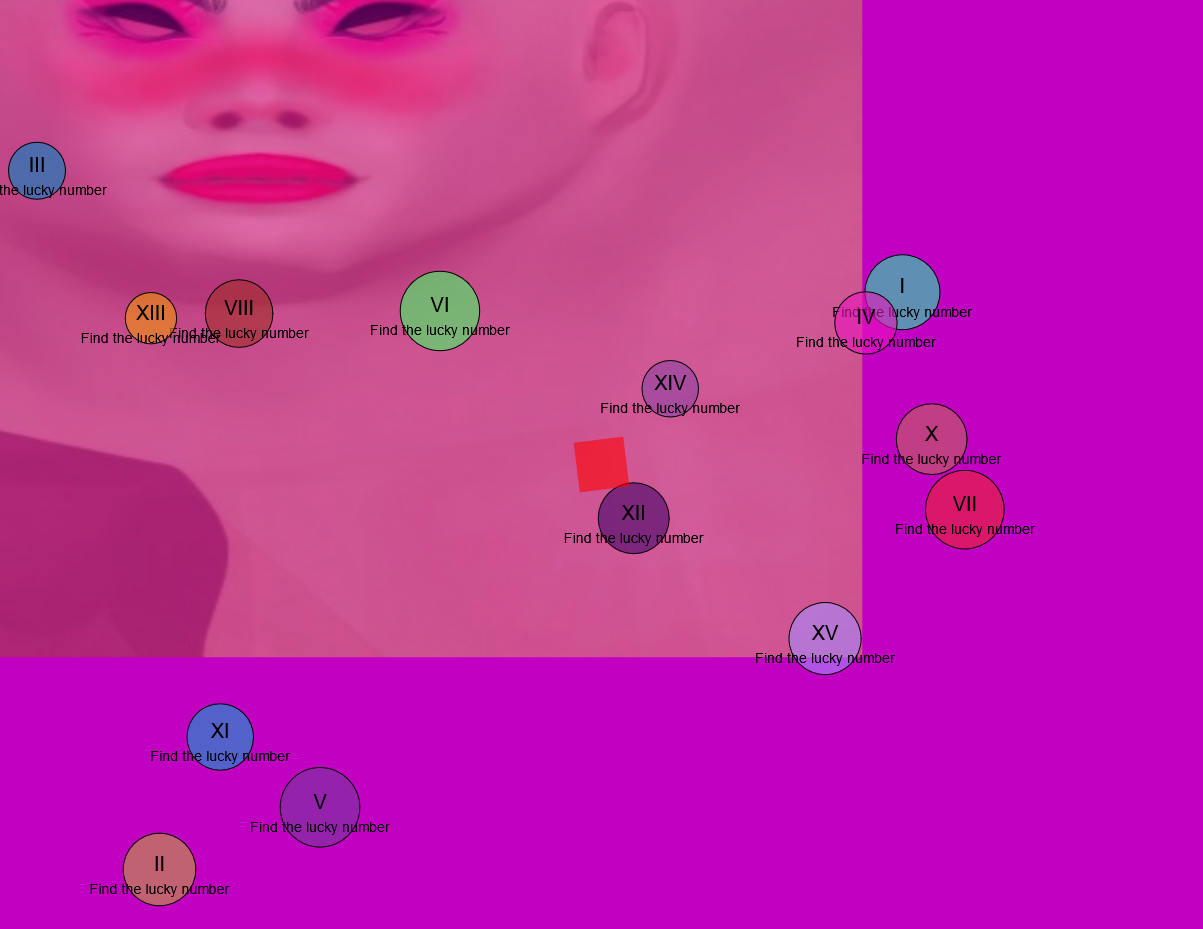 III
the lucky number
I
Find the lucky number
IV
Find the lucky number
VI
Find the lucky number
VIII
Find the lucky number
XIII
Find the lucky number
XIV
Find the lucky number
X
Find the lucky number
VII
Find the lucky number
XII
Find the lucky number
XV
Find the lucky number
XI
Find the lucky number
V
Find the lucky number
II
Find the lucky number